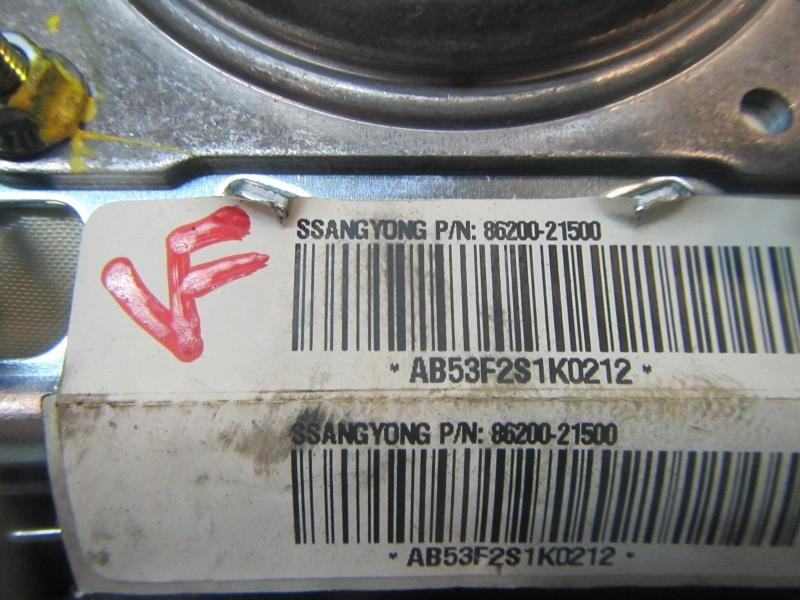 VF
SSANGYONG P/N: 86200-21500
* AB53F2S1K0212 *
SSANGYONG P/N: 86200-21500
* AB53F2S1K0212 *